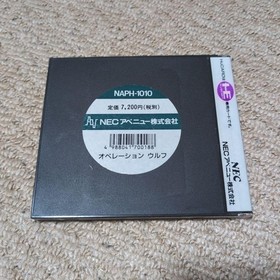 NAPH-1010
定価 7,200円(税別)
NECアベニュー株式会社
4 988041 700188
オペレーション ウルフ
HE
NEC
NECアベニュー株式会社